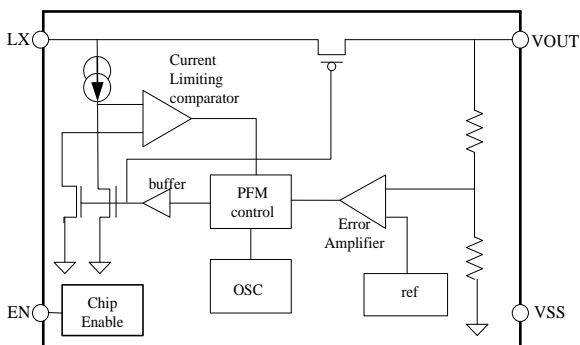 LX
VOUT
Current
Limiting
comparator
buffer
PFM
control
Error
Amplifier
OSC
ref
EN
Chip
Enable
VSS